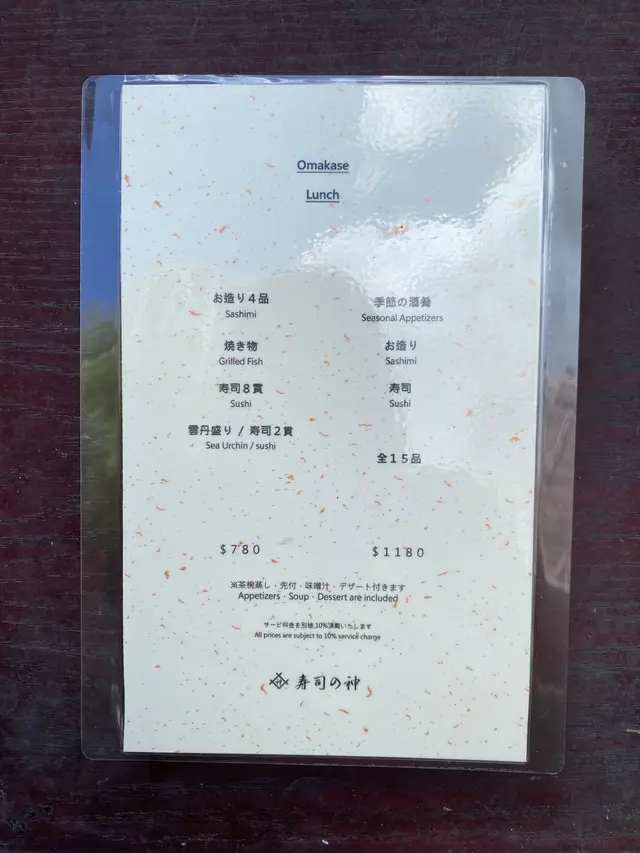 Omakase
Lunch
お造り４品
Sashimi
焼き物
Grilled Fish
寿司８貫
Sushi
雲丹盛り / 寿司２貫
Sea Urchin / sushi
$780
季節の酒肴
Seasonal Appetizers
お造り
Sashimi
寿司
Sushi
全１５品
$1180
※茶椀蒸し・先付・味噌汁・デザート付きます
Appetizers · Soup · Dessert are included
サービ料金を別途10%頂戴いたします
All prices are subject to 10% service charge
寿司の神